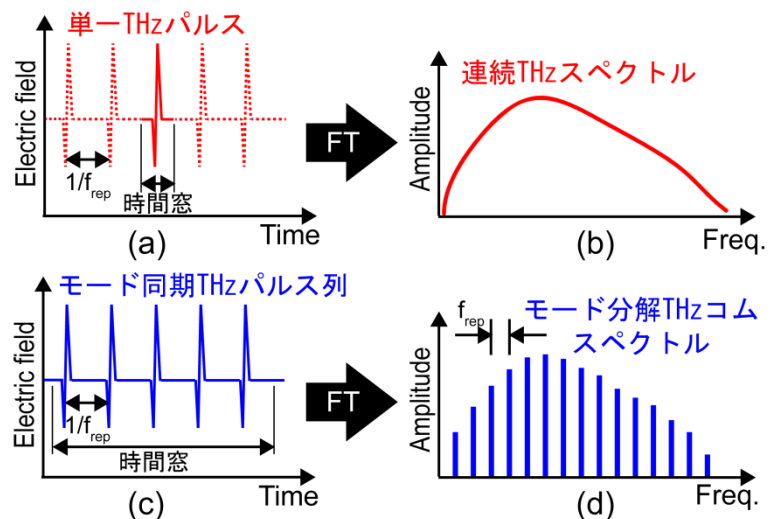 単一THzパルス
Electric field
1/frep
時間窓
Time
(a)
FT
連続THzスペクトル
Amplitude
Freq.
(b)
モード同期THzパルス列
Electric field
1/frep
時間窓
Time
(c)
FT
frep
モード分解THzコム
スペクトル
Amplitude
Freq.
(d)